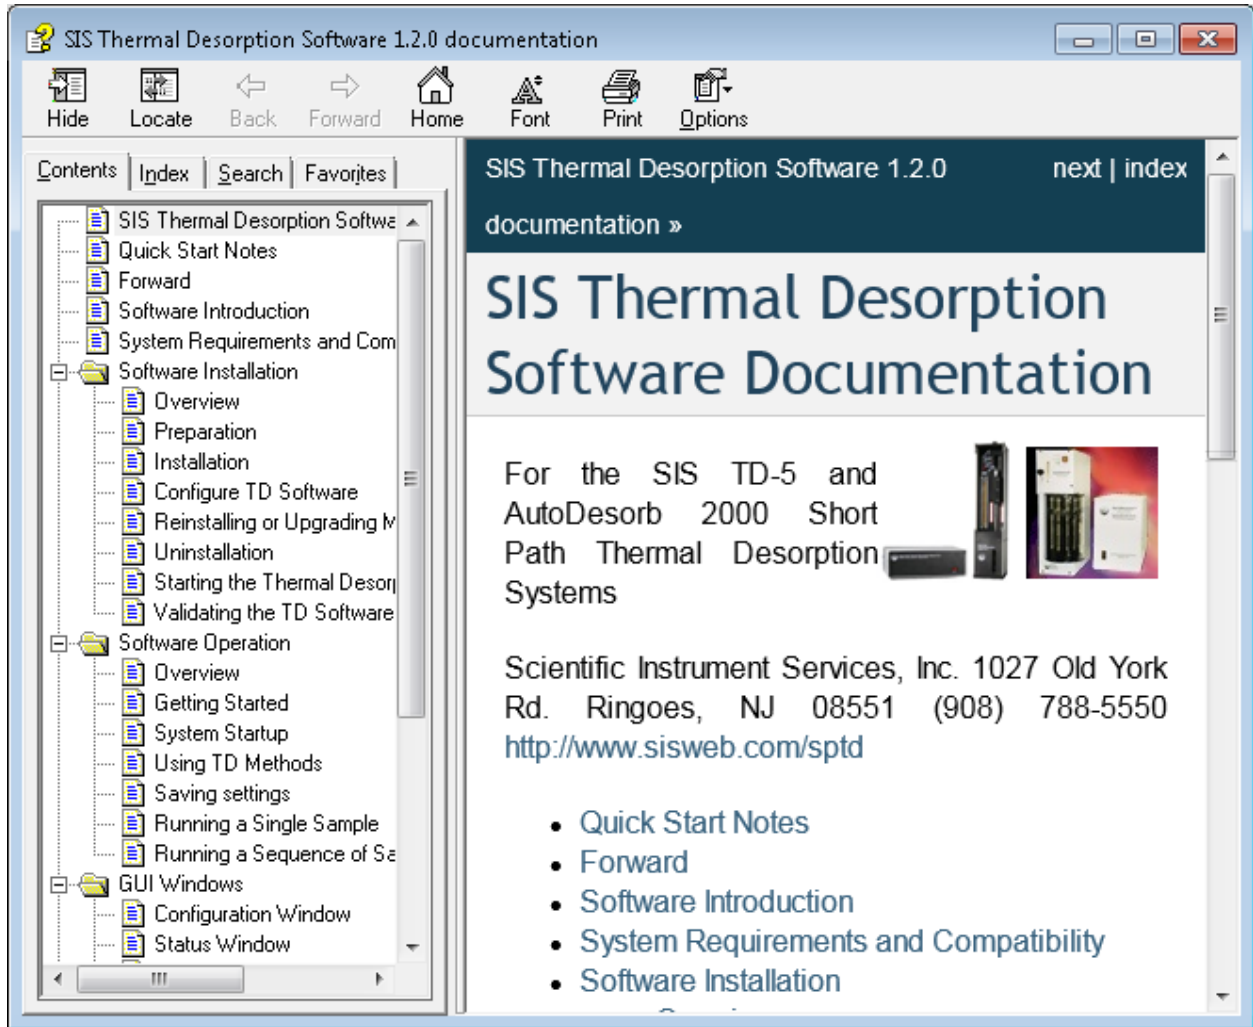 SIS Thermal Desorption Software 1.2.0 documentation
Hide Locate Back Forward Home Font Print Options
Contents Index Search Favorites
SIS Thermal Desorption Softwa
Quick Start Notes
Forward
Software Introduction
System Requirements and Com
Software Installation
Overview
Preparation
Installation
Configure TD Software
Reinstalling or Upgrading M
Uninstallation
Starting the Thermal Desorp
Validating the TD Software
Software Operation
Overview
Getting Started
System Startup
Using TD Methods
Saving settings
Running a Single Sample
Running a Sequence of Sa
GUI Windows
Configuration Window
Status Window
SIS Thermal Desorption Software 1.2.0 next | index
documentation »
SIS Thermal Desorption
Software Documentation
For the SIS TD-5 and
AutoDesorb 2000 Short
Path Thermal Desorption
Systems
Scientific Instrument Services, Inc. 1027 Old York
Rd. Ringoes, NJ 08551 (908) 788-5550
http://www.sisweb.com/sptd
• Quick Start Notes
• Forward
• Software Introduction
• System Requirements and Compatibility
• Software Installation